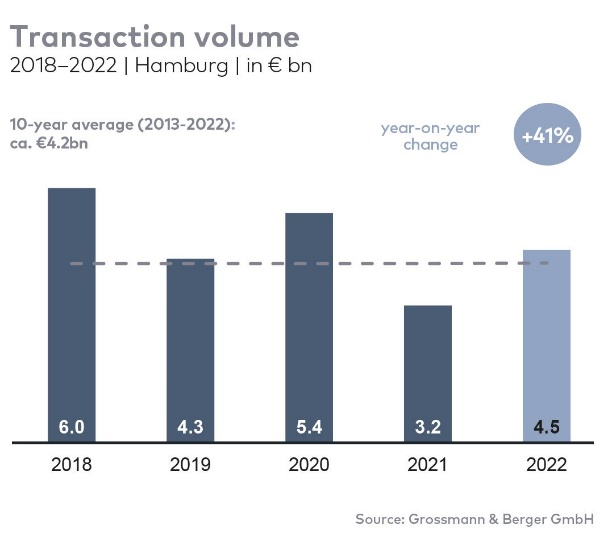 Transaction volume
2018–2022 | Hamburg | in € bn
10-year average (2013-2022):
ca. €4.2bn
year-on-year
change
+41%
6.0
4.3
5.4
3.2
4.5
2018
2019
2020
2021
2022
Source: Grossmann & Berger GmbH